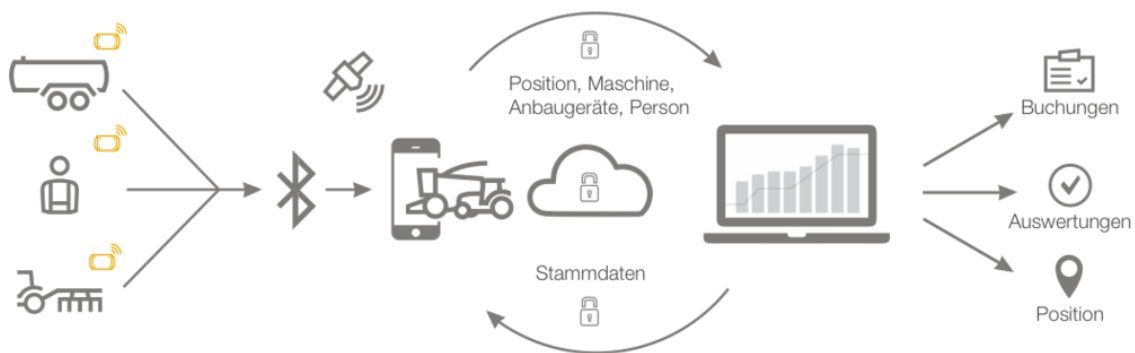 Position, Maschine,
Anbaugeräte, Person
Stammdaten
Buchungen
Auswertungen
Position